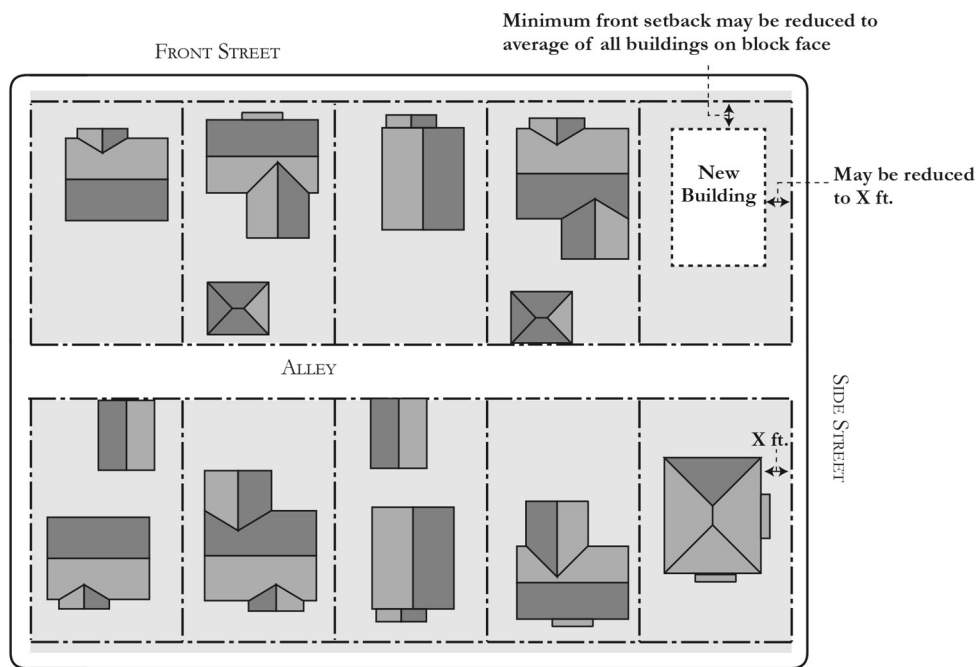 Minimum front setback may be reduced to
average of all buildings on block face
FRONT STREET
New
Building
May be reduced
to X ft.
ALLEY
SIDE STREET
X ft.